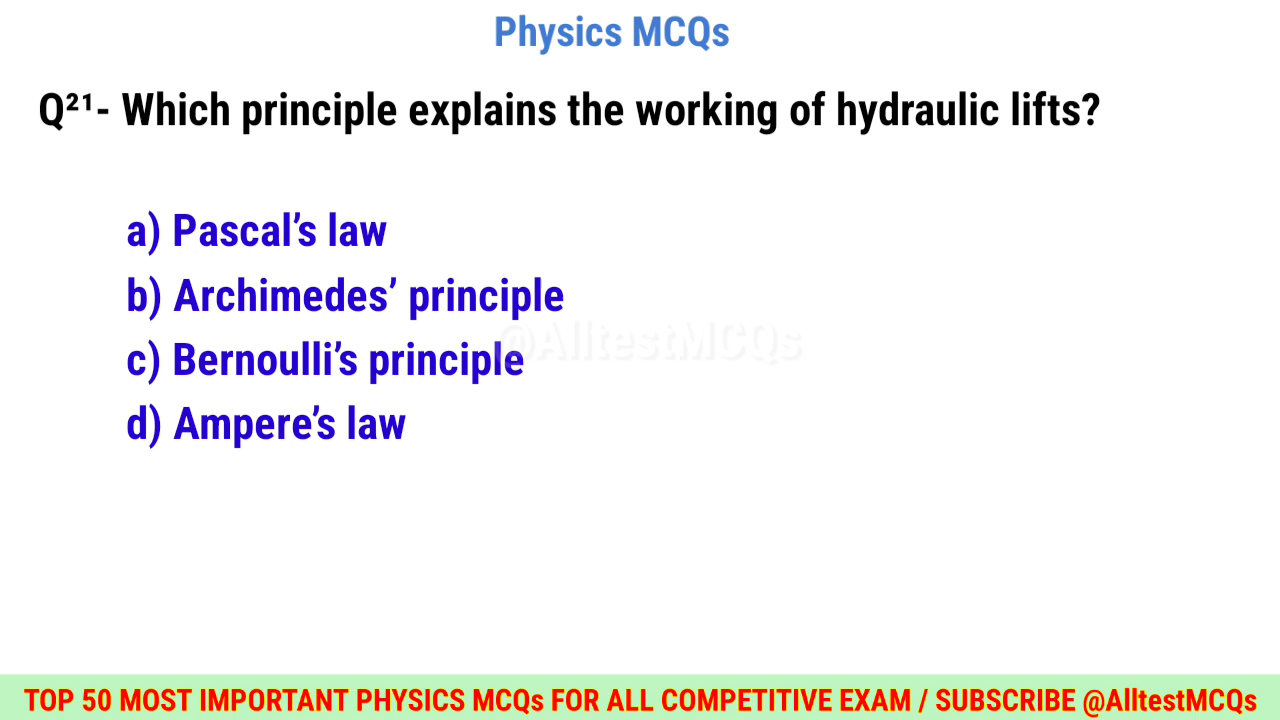 Physics MCQs
Q²¹- Which principle explains the working of hydraulic lifts?
a) Pascal’s law
b) Archimedes’ principle
@AlltestMCQs
c) Bernoulli’s principle
d) Ampere’s law
TOP 50 MOST IMPORTANT PHYSICS MCQs FOR ALL COMPETITIVE EXAM / SUBSCRIBE @AlltestMCQs